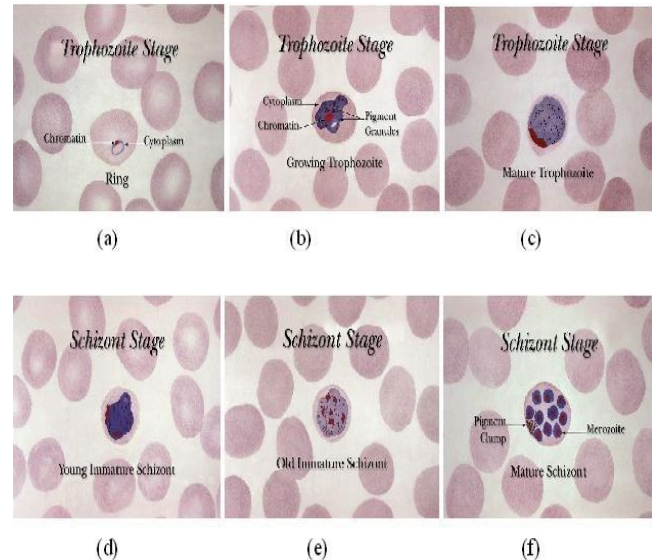 Trophozoite Stage
Chromatin
Cytoplasm
Ring
(a)
Trophozoite Stage
Cytoplasm
Chromatin
Pigment
Granules
Growing Trophozoite
(b)
Trophozoite Stage
Mature Trophozoite
(c)
Schizont Stage
Young Immature Schizont
(d)
Schizont Stage
Old Immature Schizont
(e)
Schizont Stage
Pigment
Clump
Merozoite
Mature Schizont
(f)